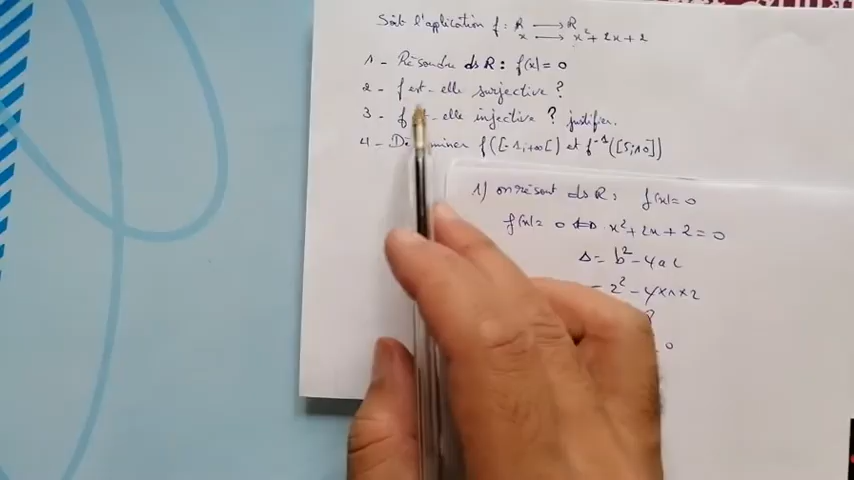 Soit l'application f : R → R
x → x² + 2x + 2
1 - Résoudre ds R : f(x) = 0
2 - f est-elle surjective ?
3 - f elle injective ? justifier.
4 - f([-1; +∞[) et f⁻¹([5; 10])
1) on résout ds R : f(x) = 0
f(x) = 0 ⇔ x² + 2x + 2 = 0
Δ = b² - 4ac
= 2² - 4×1×2